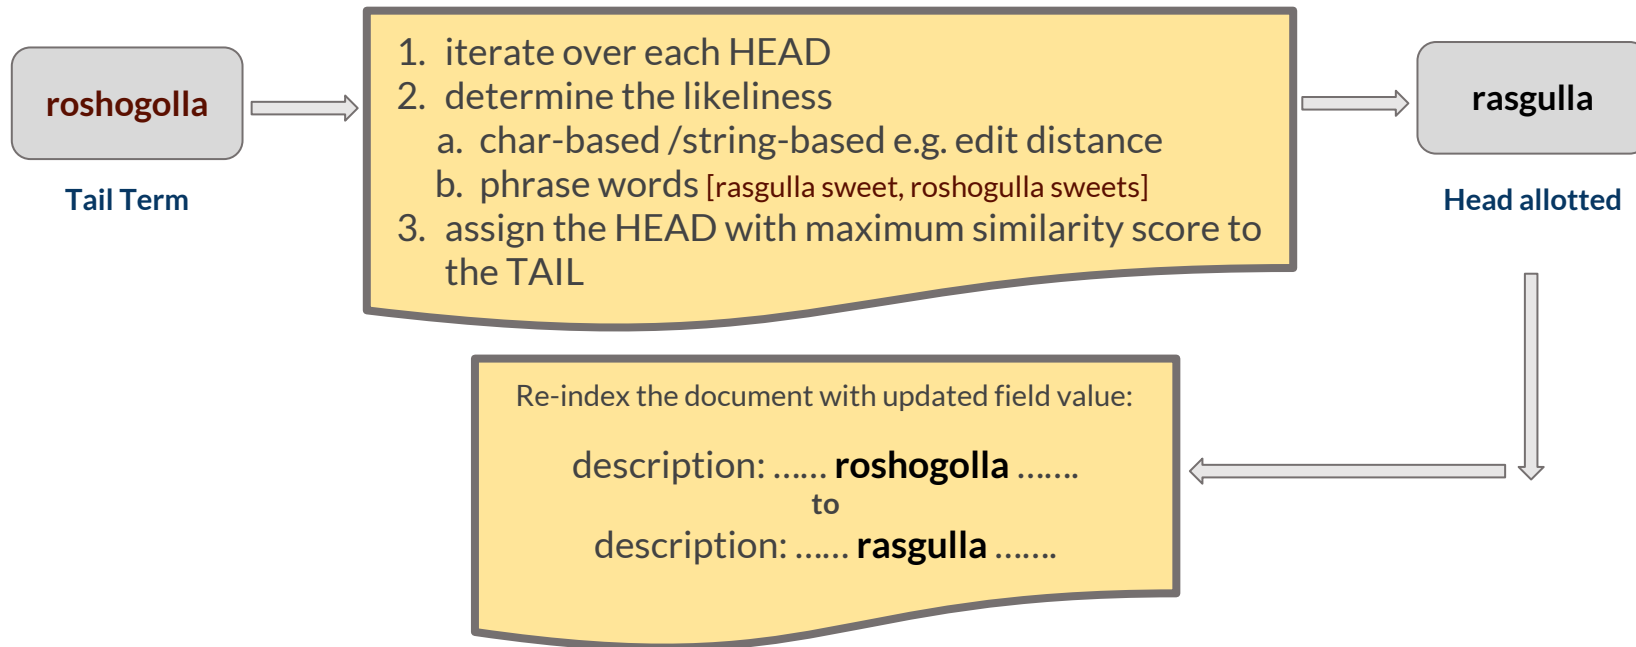 roshogolla
Tail Term
1. iterate over each HEAD
2. determine the likeliness
a. char-based /string-based e.g. edit distance
b. phrase words [rasgulla sweet, roshogulla sweets]
3. assign the HEAD with maximum similarity score to
the TAIL
rasgulla
Head allotted
Re-index the document with updated field value:
description: ...... roshogolla .......
to
description: ...... rasgulla .......